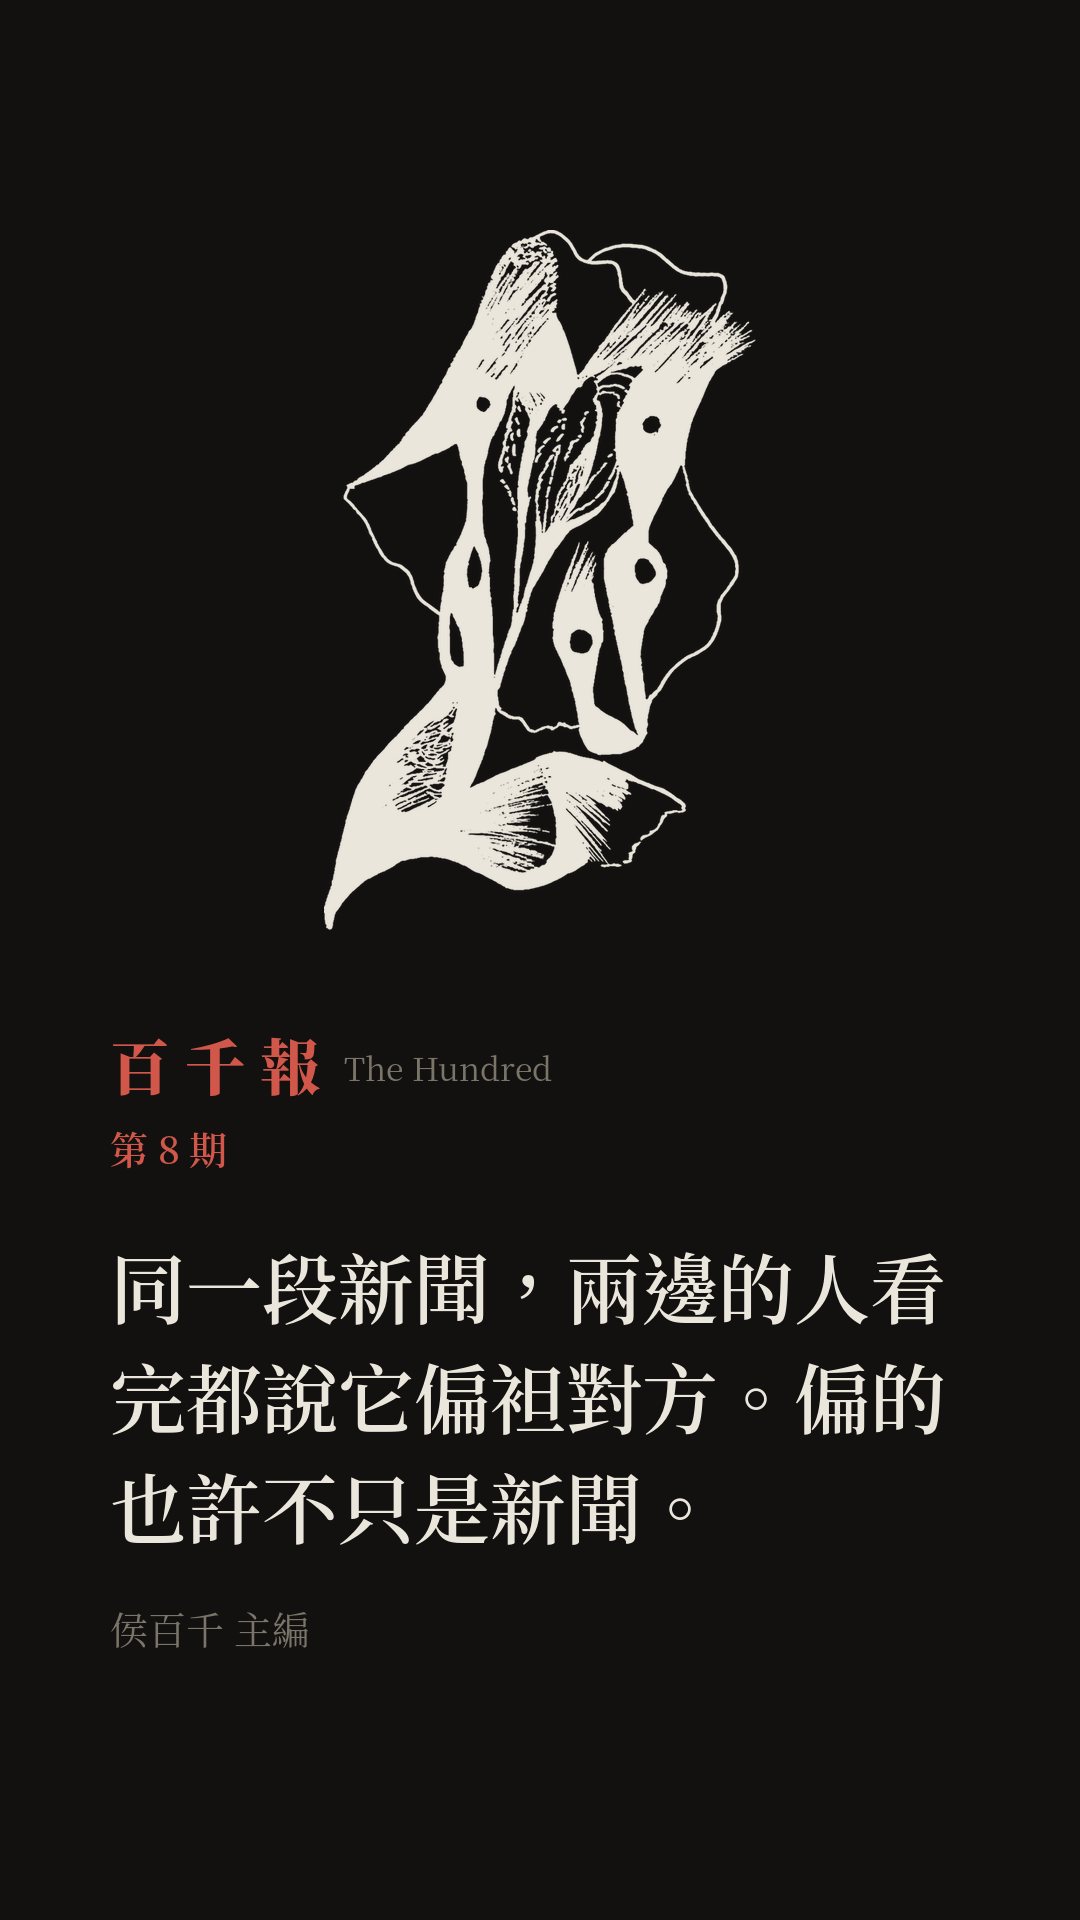 百千報 The Hundred
第 8 期
同一段新聞，兩邊的人看
完都說它偏袒對方。偏的
也許不只是新聞。
侯百千 主編